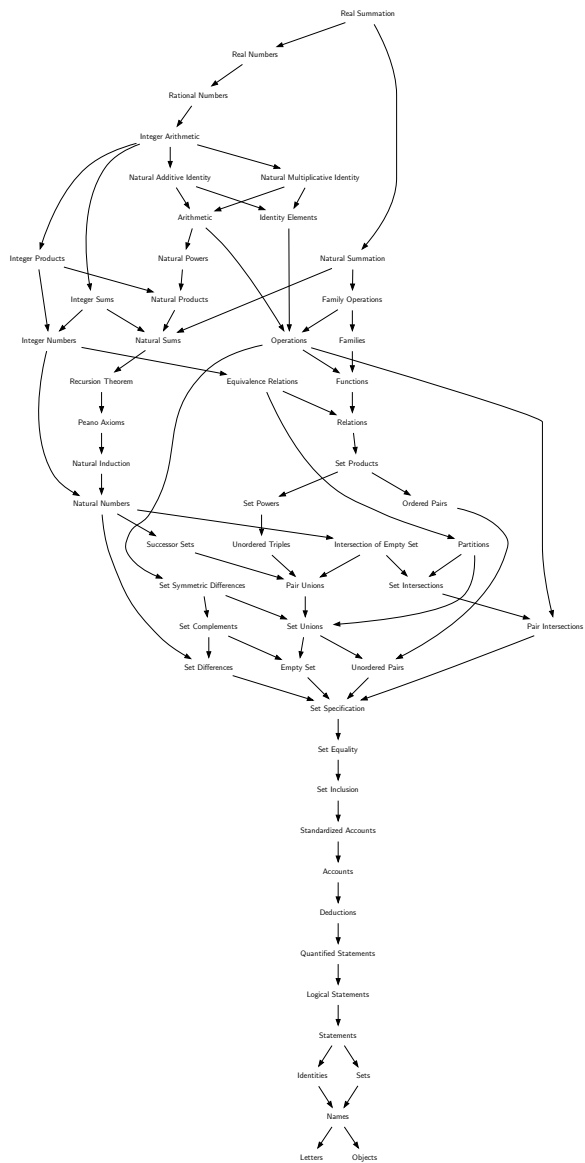 Real Summation
Real Numbers
Rational Numbers
Integer Arithmetic
Natural Additive Identity
Natural Multiplicative Identity
Arithmetic
Identity Elements
Integer Products
Natural Powers
Natural Summation
Integer Sums
Natural Products
Family Operations
Integer Numbers
Natural Sums
Operations
Families
Recursion Theorem
Equivalence Relations
Functions
Peano Axioms
Relations
Natural Induction
Set Products
Natural Numbers
Set Powers
Ordered Pairs
Successor Sets
Unordered Triples
Intersection of Empty Set
Partitions
Set Symmetric Differences
Pair Unions
Set Intersections
Set Complements
Set Unions
Pair Intersections
Set Differences
Empty Set
Unordered Pairs
Set Specification
Set Equality
Set Inclusion
Standardized Accounts
Accounts
Deductions
Quantified Statements
Logical Statements
Statements
Identities
Sets
Names
Letters
Objects